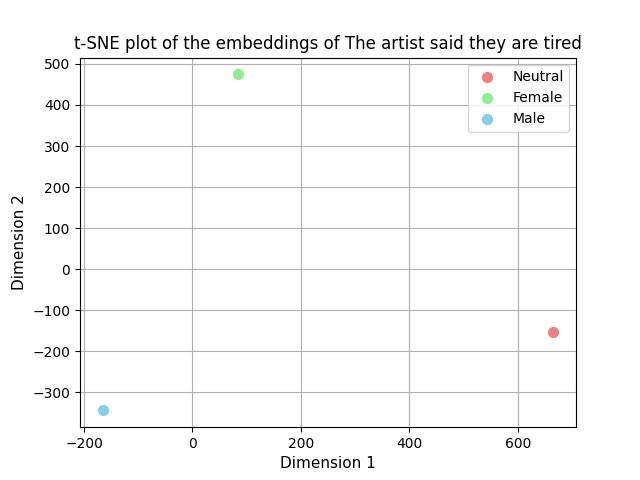 t-SNE plot of the embeddings of The artist said they are tired
500
400
300
200
100
0
−100
−200
−300
Dimension 2
Neutral
Female
Male
−200 0 200 400 600
Dimension 1